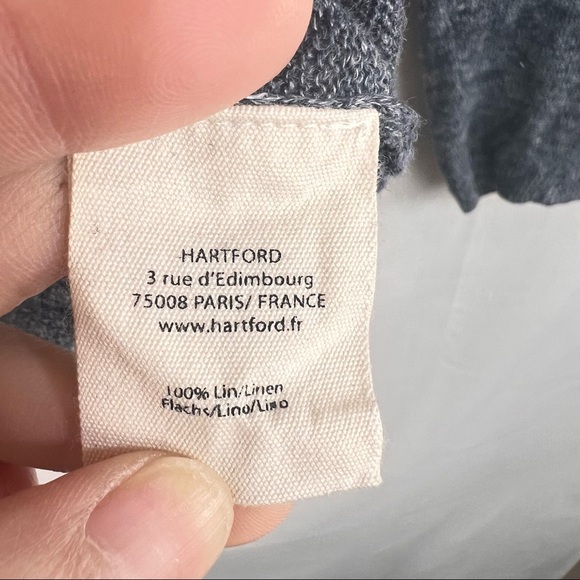 HARTFORD
3 rue d'Edimbourg
75008 PARIS/ FRANCE
www.hartford.fr
100% Lin/Linen
Flachs/Lino/Lino